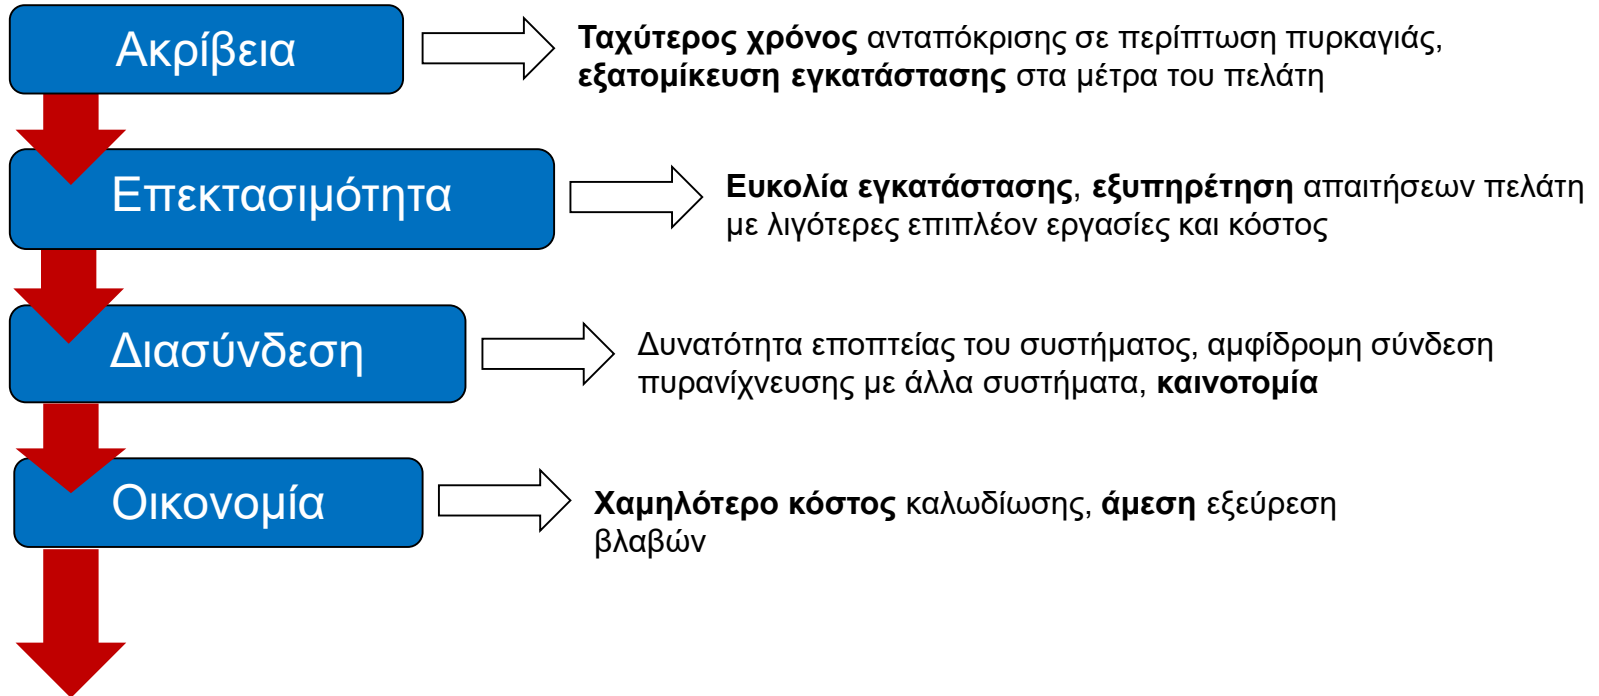 Ακρίβεια
Ταχύτερος χρόνος ανταπόκρισης σε περίπτωση πυρκαγιάς,
εξατομίκευση εγκατάστασης στα μέτρα του πελάτη
Επεκτασιμότητα
Ευκολία εγκατάστασης, εξυπηρέτηση απαιτήσεων πελάτη
με λιγότερες επιπλέον εργασίες και κόστος
Διασύνδεση
Δυνατότητα εποπτείας του συστήματος, αμφίδρομη σύνδεση
πυρανίχνευσης με άλλα συστήματα, καινοτομία
Οικονομία
Χαμηλότερο κόστος καλωδίωσης, άμεση εξεύρεση
βλαβών